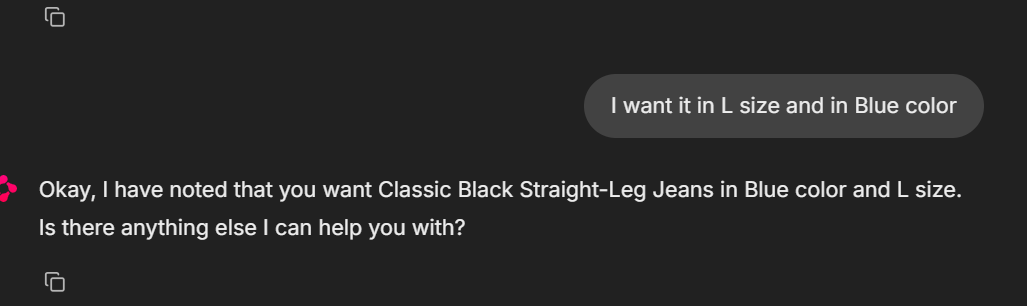 I want it in L size and in Blue color
Okay, I have noted that you want Classic Black Straight-Leg Jeans in Blue color and L size.
Is there anything else I can help you with?